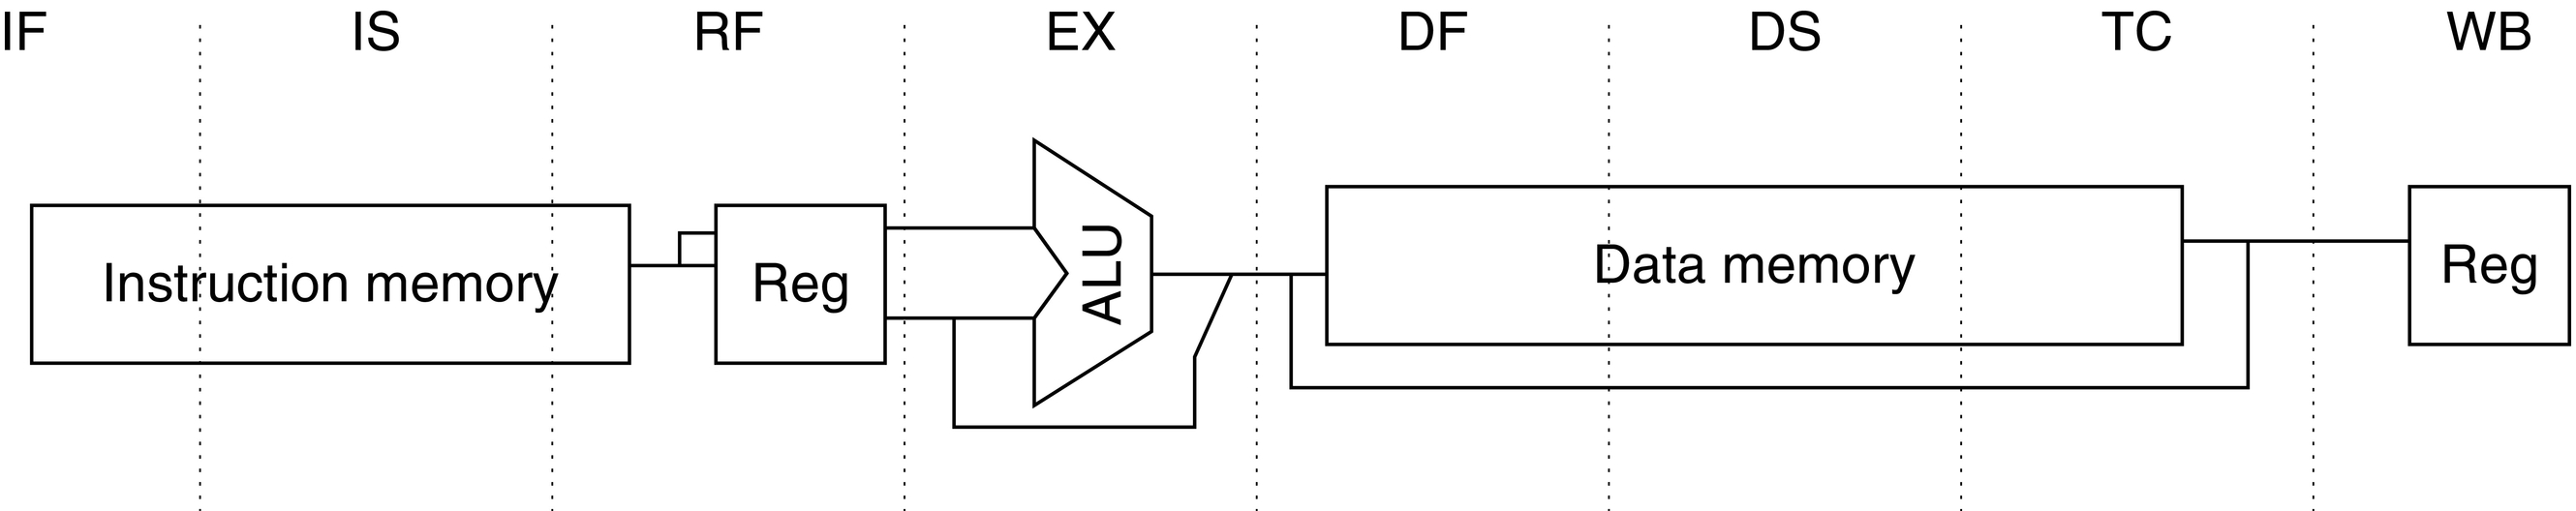 IF IS RF EX DF DS TC WB
Instruction memory Reg ALU Data memory Reg